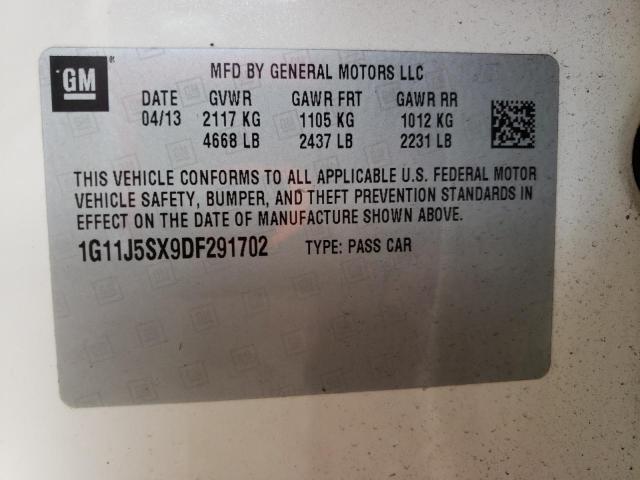 GM®
MFD BY GENERAL MOTORS LLC
DATE GVWR GAWR FRT GAWR RR
04/13 2117 KG 1105 KG 1012 KG
4668 LB 2437 LB 2231 LB
THIS VEHICLE CONFORMS TO ALL APPLICABLE U.S. FEDERAL MOTOR
VEHICLE SAFETY, BUMPER, AND THEFT PREVENTION STANDARDS IN
EFFECT ON THE DATE OF MANUFACTURE SHOWN ABOVE.
1G11J5SX9DF291702 TYPE: PASS CAR